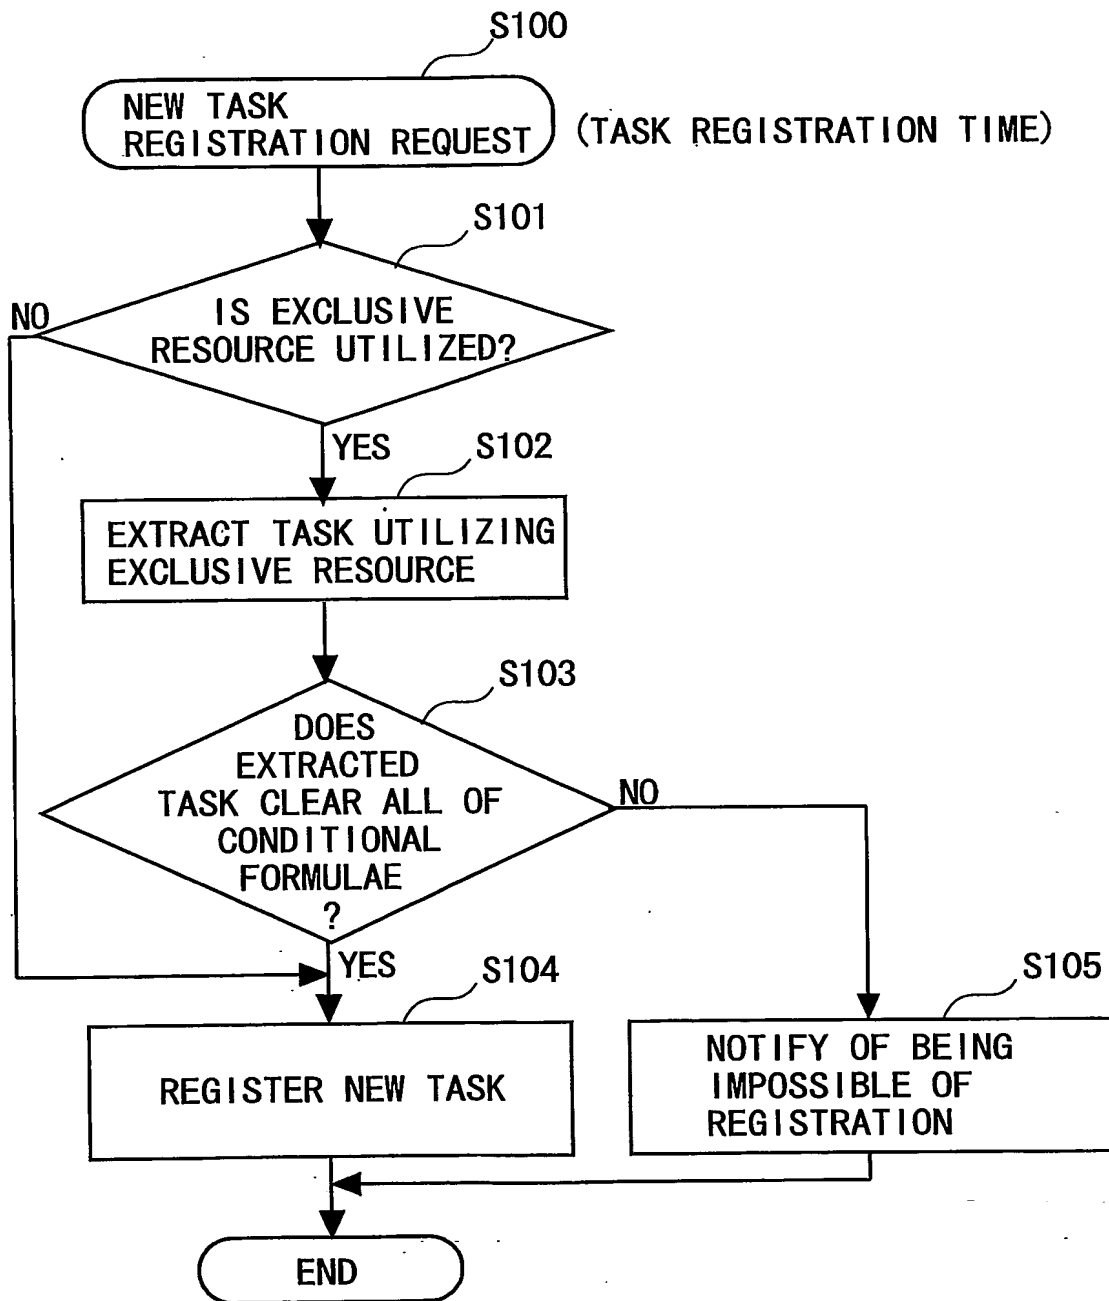 S100
NEW TASK
REGISTRATION REQUEST
(TASK REGISTRATION TIME)
S101
NO
IS EXCLUSIVE
RESOURCE UTILIZED?
YES
S102
EXTRACT TASK UTILIZING
EXCLUSIVE RESOURCE
S103
DOES
EXTRACTED
TASK CLEAR ALL OF
CONDITIONAL
FORMULAE
?
NO
YES
S104
REGISTER NEW TASK
S105
NOTIFY OF BEING
IMPOSSIBLE OF
REGISTRATION
END